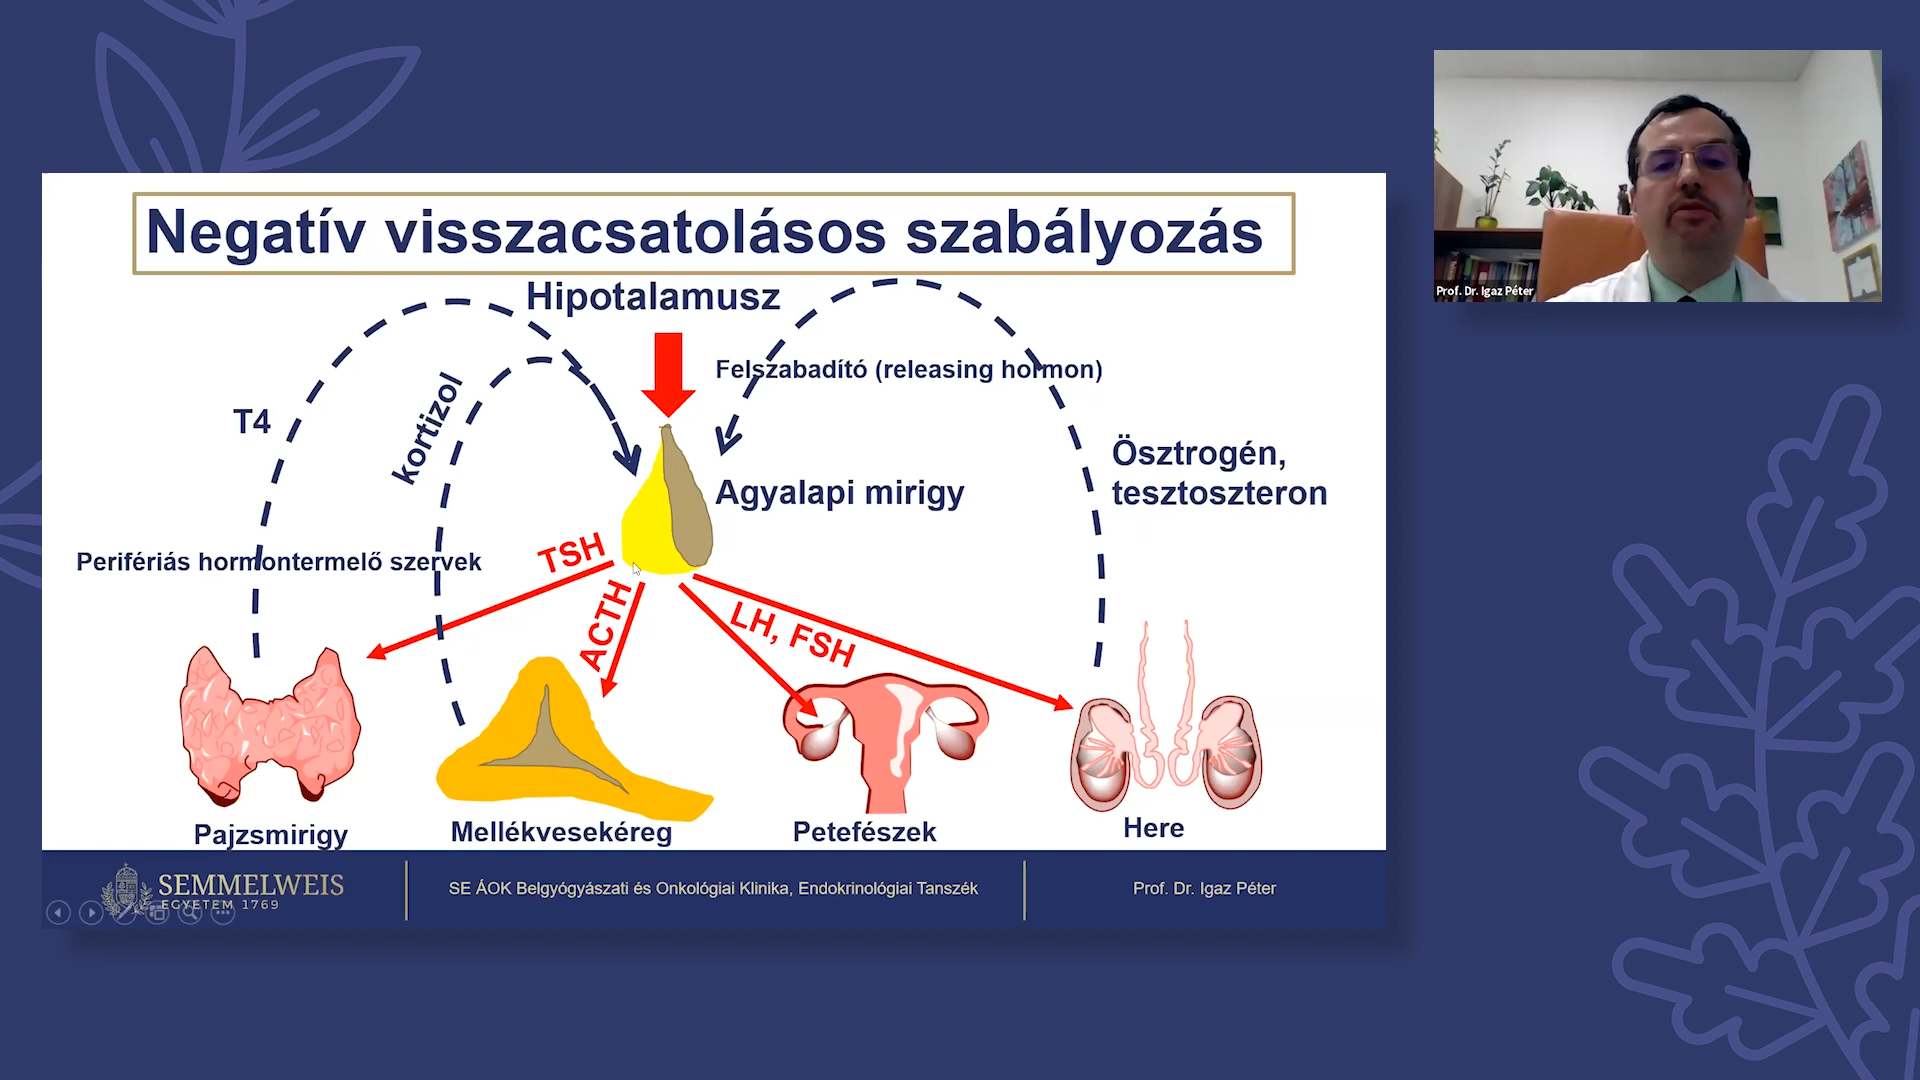 Negatív visszacsatolásos szabályozás
Hipotalamusz
Felszabadító (releasing hormon)
T4
kortizol
Ösztrogén,
tesztoszteron
Agyalapi mirigy
Perifériás hormontermelő szervek
TSH
ACTH
LH, FSH
Pajzsmirigy
Mellékvesekéreg
Petefészek
Here
SEMMELWEIS
EGYETEM 1769
SE ÁOK Belgyógyászati és Onkológiai Klinika, Endokrinológiai Tanszék
Prof. Dr. Igaz Péter
Prof. Dr. Igaz Péter